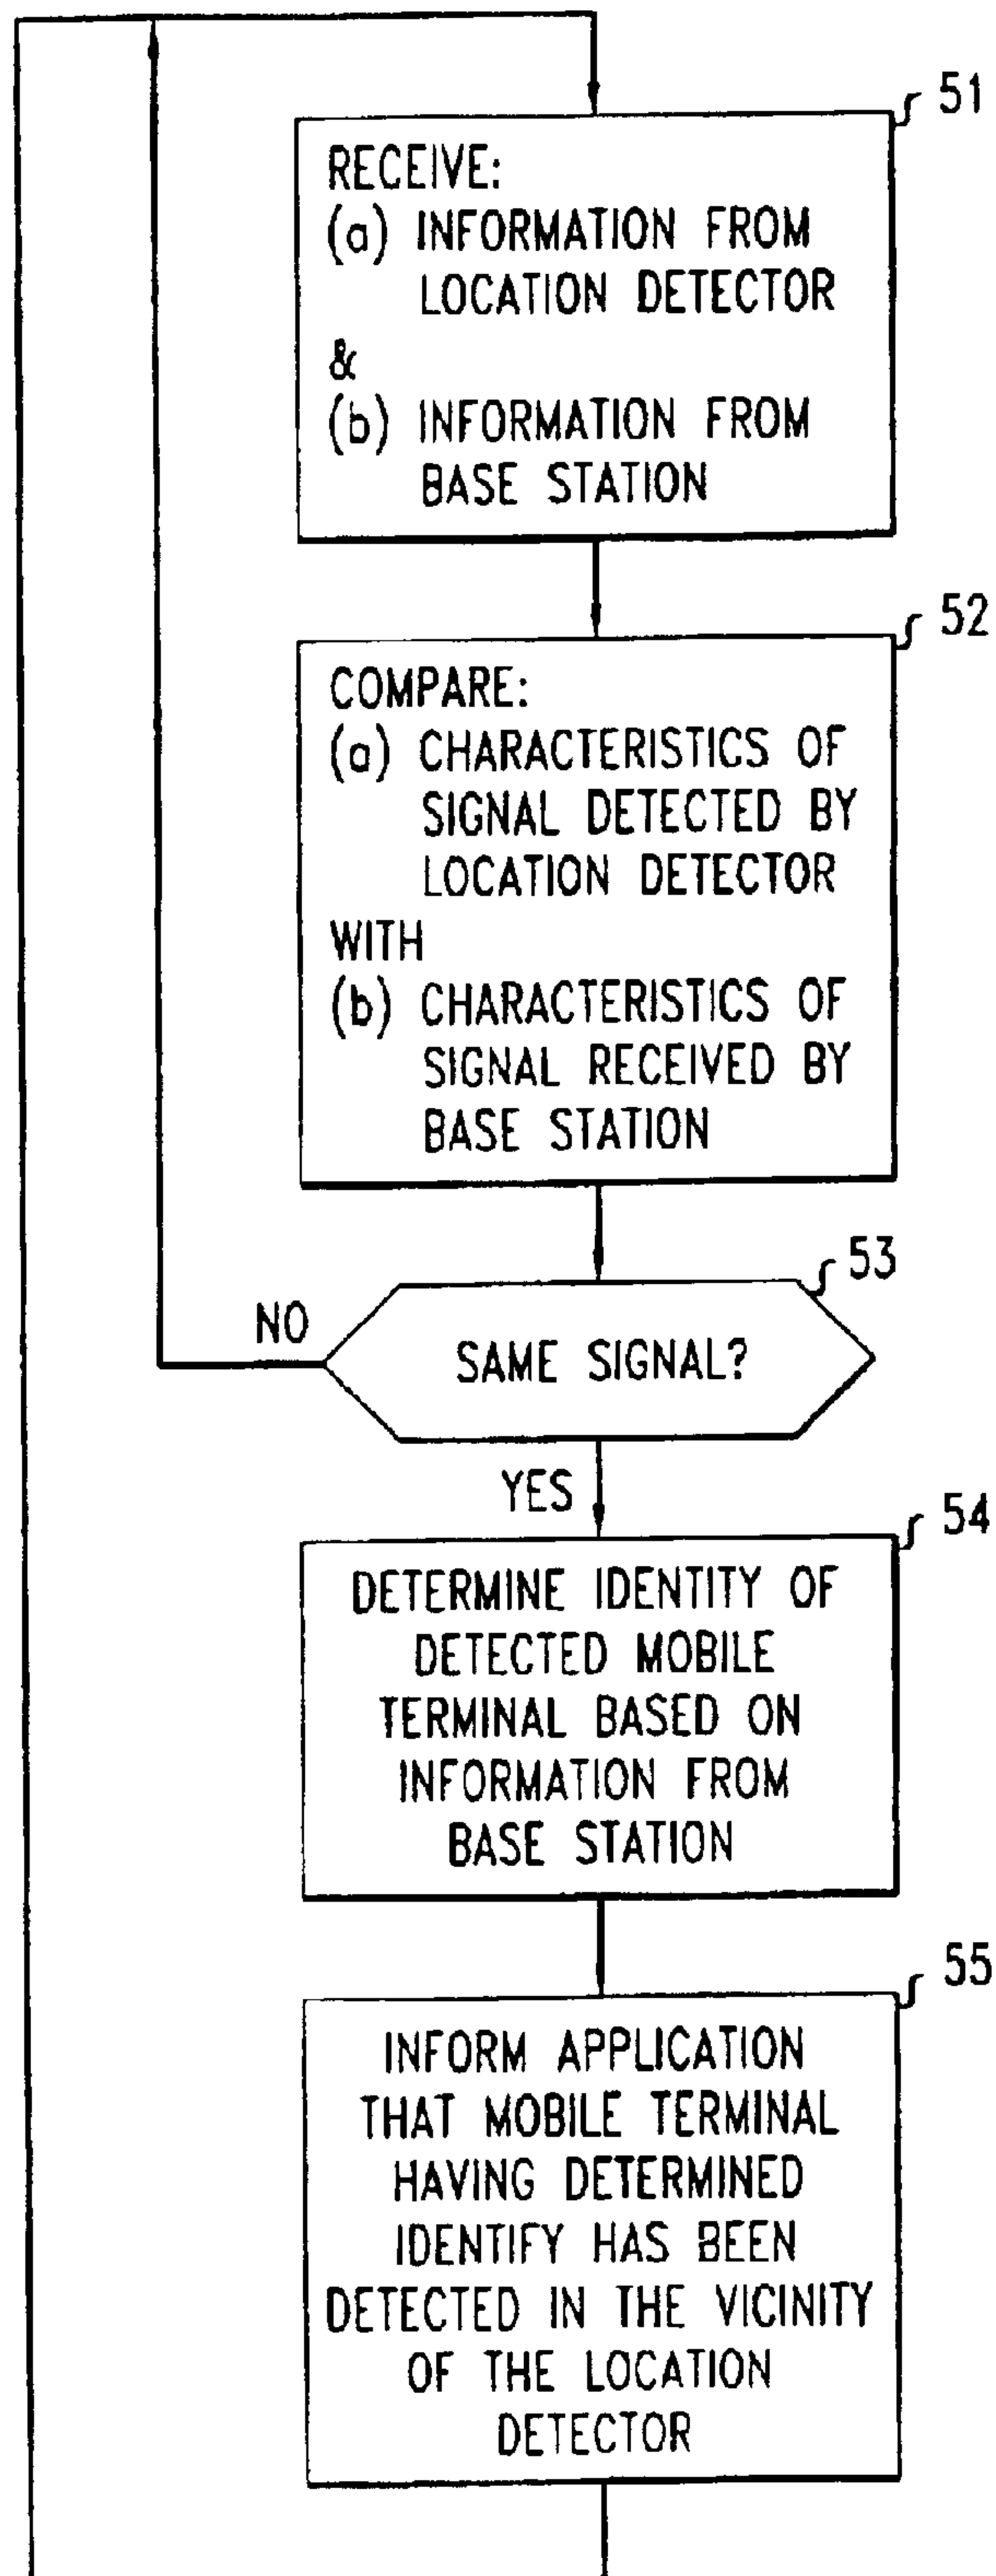 51
RECEIVE:
(a) INFORMATION FROM
LOCATION DETECTOR
&
(b) INFORMATION FROM
BASE STATION
52
COMPARE:
(a) CHARACTERISTICS OF
SIGNAL DETECTED BY
LOCATION DETECTOR
WITH
(b) CHARACTERISTICS OF
SIGNAL RECEIVED BY
BASE STATION
53
NO
SAME SIGNAL?
YES
54
DETERMINE IDENTITY OF
DETECTED MOBILE
TERMINAL BASED ON
INFORMATION FROM
BASE STATION
55
INFORM APPLICATION
THAT MOBILE TERMINAL
HAVING DETERMINED
IDENTIFY HAS BEEN
DETECTED IN THE VICINITY
OF THE LOCATION
DETECTOR